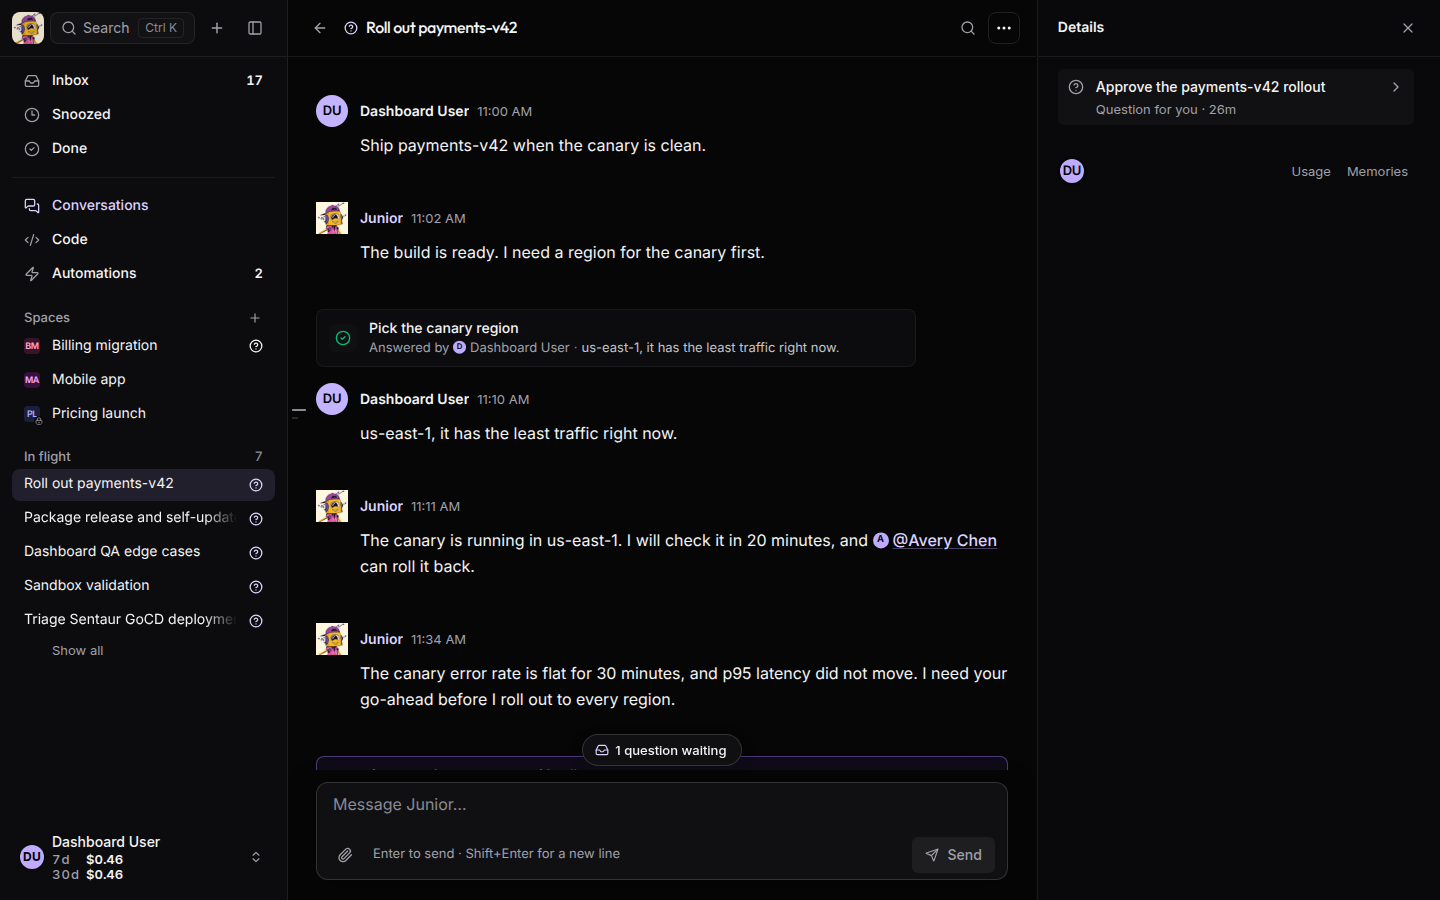 Search Ctrl K
Inbox 17
Snoozed
Done
Conversations
Code
Automations 2
Spaces
BM Billing migration
MA Mobile app
PL Pricing launch
In flight 7
Roll out payments-v42
Package release and self-updat
Dashboard QA edge cases
Sandbox validation
Triage Sentaur GoCD deployme
Show all
DU Dashboard User
7d $0.46
30d $0.46
Roll out payments-v42
DU Dashboard User 11:00 AM
Ship payments-v42 when the canary is clean.
Junior 11:02 AM
The build is ready. I need a region for the canary first.
Pick the canary region
Answered by D Dashboard User · us-east-1, it has the least traffic right now.
DU Dashboard User 11:10 AM
us-east-1, it has the least traffic right now.
Junior 11:11 AM
The canary is running in us-east-1. I will check it in 20 minutes, and A @Avery Chen
can roll it back.
Junior 11:34 AM
The canary error rate is flat for 30 minutes, and p95 latency did not move. I need your
go-ahead before I roll out to every region.
1 question waiting
Message Junior...
Enter to send · Shift+Enter for a new line
Send
Details
Approve the payments-v42 rollout
Question for you · 26m
DU Usage Memories